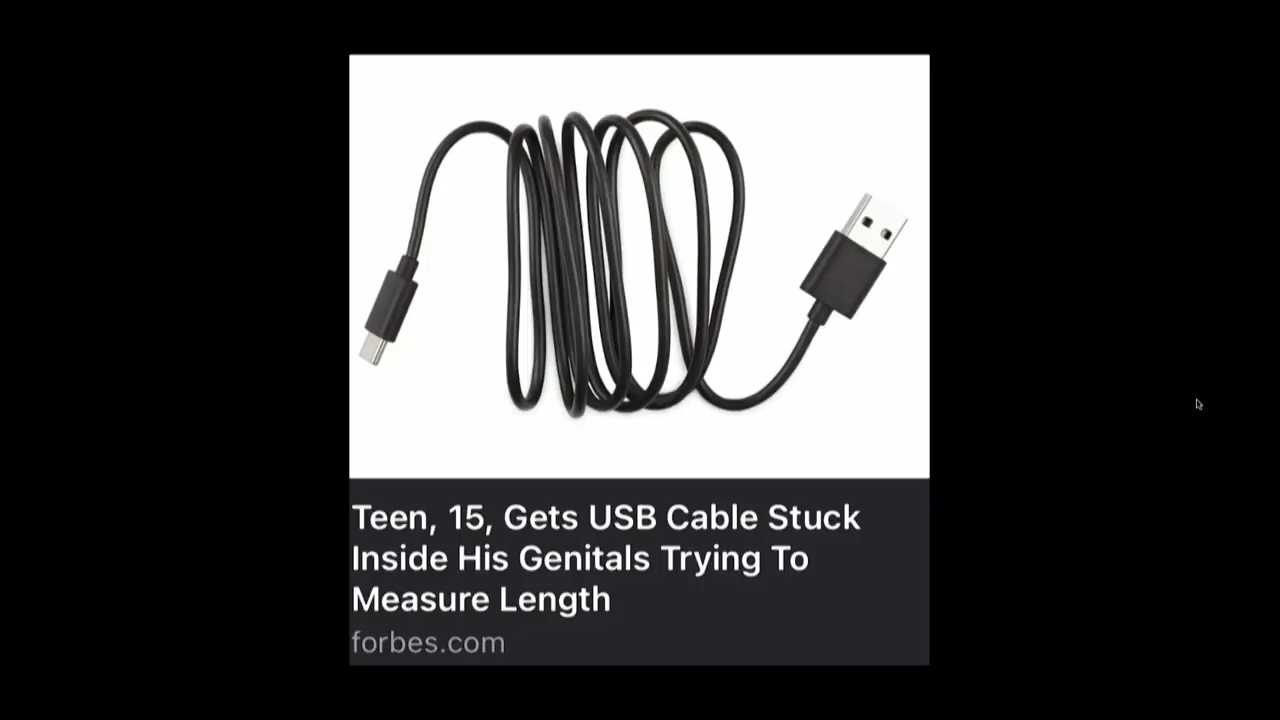 Teen, 15, Gets USB Cable Stuck
Inside His Genitals Trying To
Measure Length
forbes.com